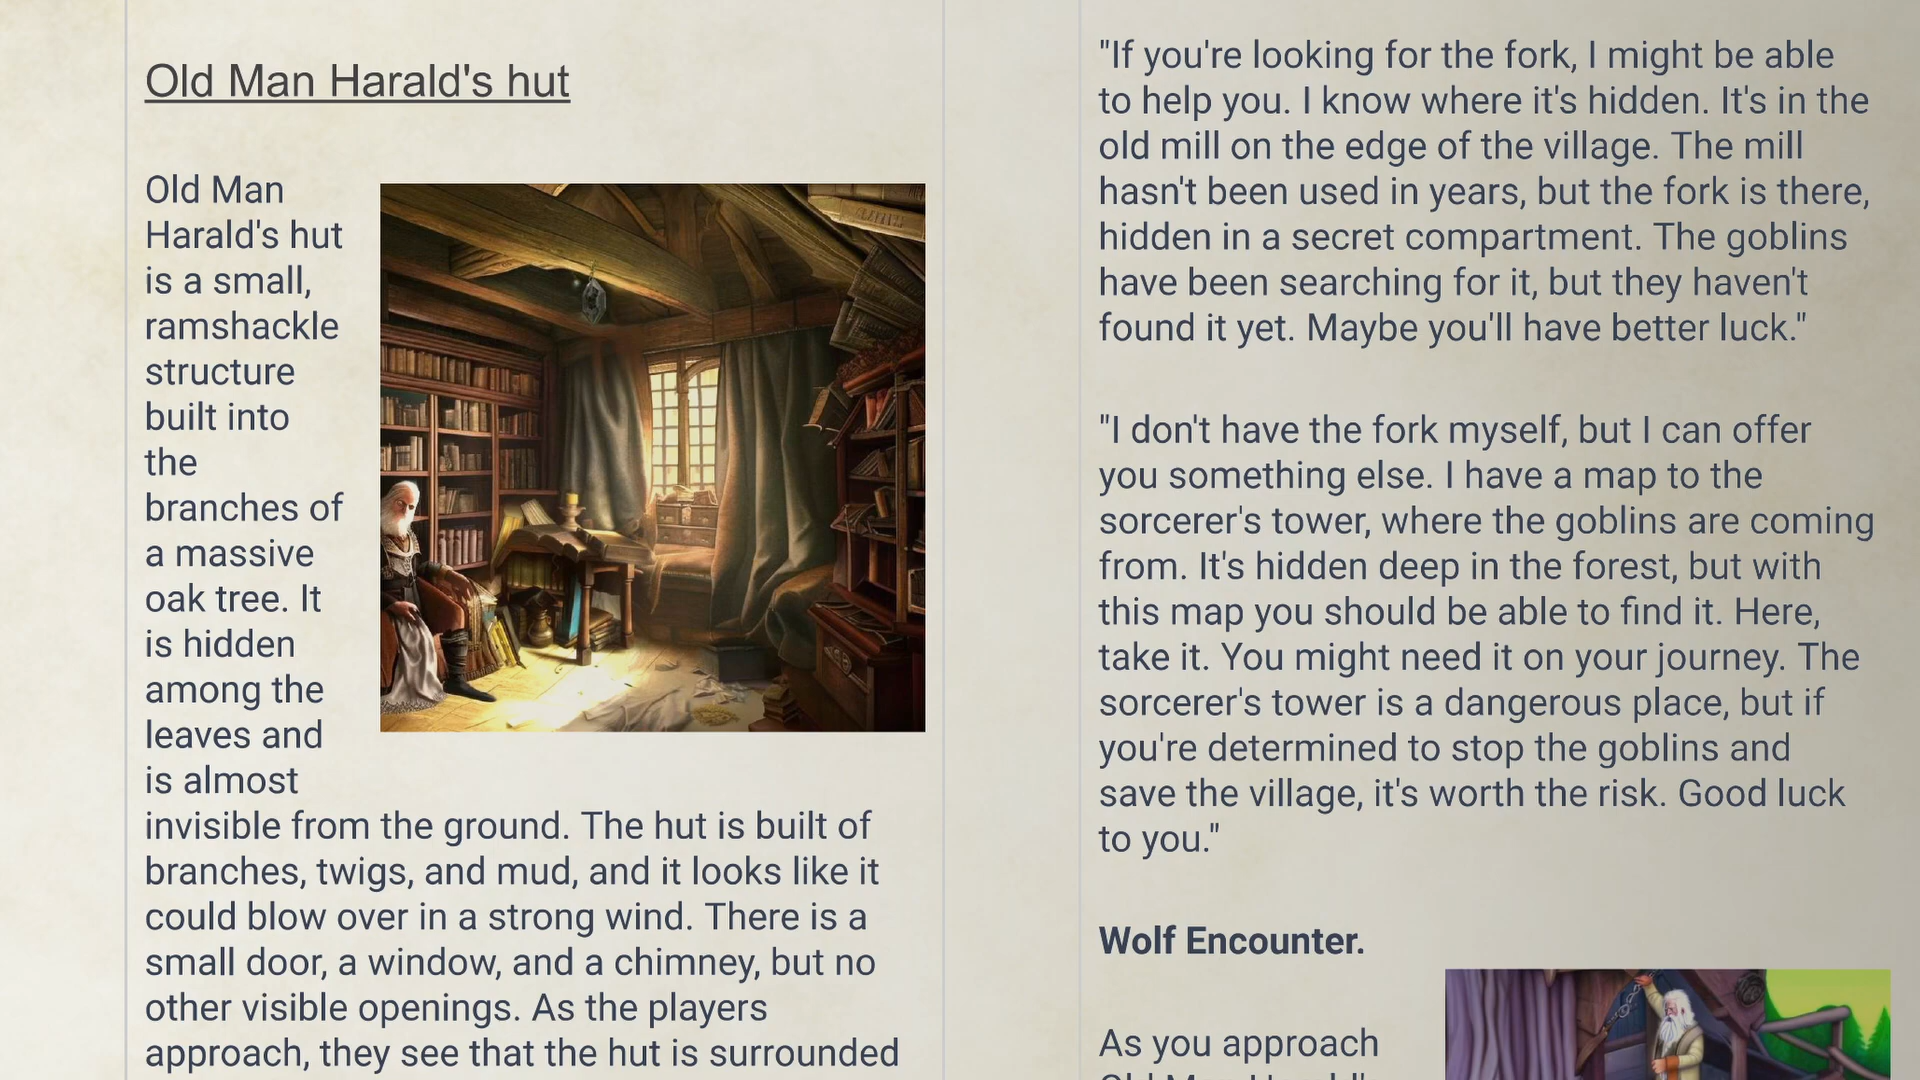 Old Man Harald's hut
Old Man
Harald's hut
is a small,
ramshackle
structure
built into
the
branches of
a massive
oak tree. It
is hidden
among the
leaves and
is almost
invisible from the ground. The hut is built of
branches, twigs, and mud, and it looks like it
could blow over in a strong wind. There is a
small door, a window, and a chimney, but no
other visible openings. As the players
approach, they see that the hut is surrounded
"If you're looking for the fork, I might be able
to help you. I know where it's hidden. It's in the
old mill on the edge of the village. The mill
hasn't been used in years, but the fork is there,
hidden in a secret compartment. The goblins
have been searching for it, but they haven't
found it yet. Maybe you'll have better luck."
"I don't have the fork myself, but I can offer
you something else. I have a map to the
sorcerer's tower, where the goblins are coming
from. It's hidden deep in the forest, but with
this map you should be able to find it. Here,
take it. You might need it on your journey. The
sorcerer's tower is a dangerous place, but if
you're determined to stop the goblins and
save the village, it's worth the risk. Good luck
to you."
Wolf Encounter.
As you approach